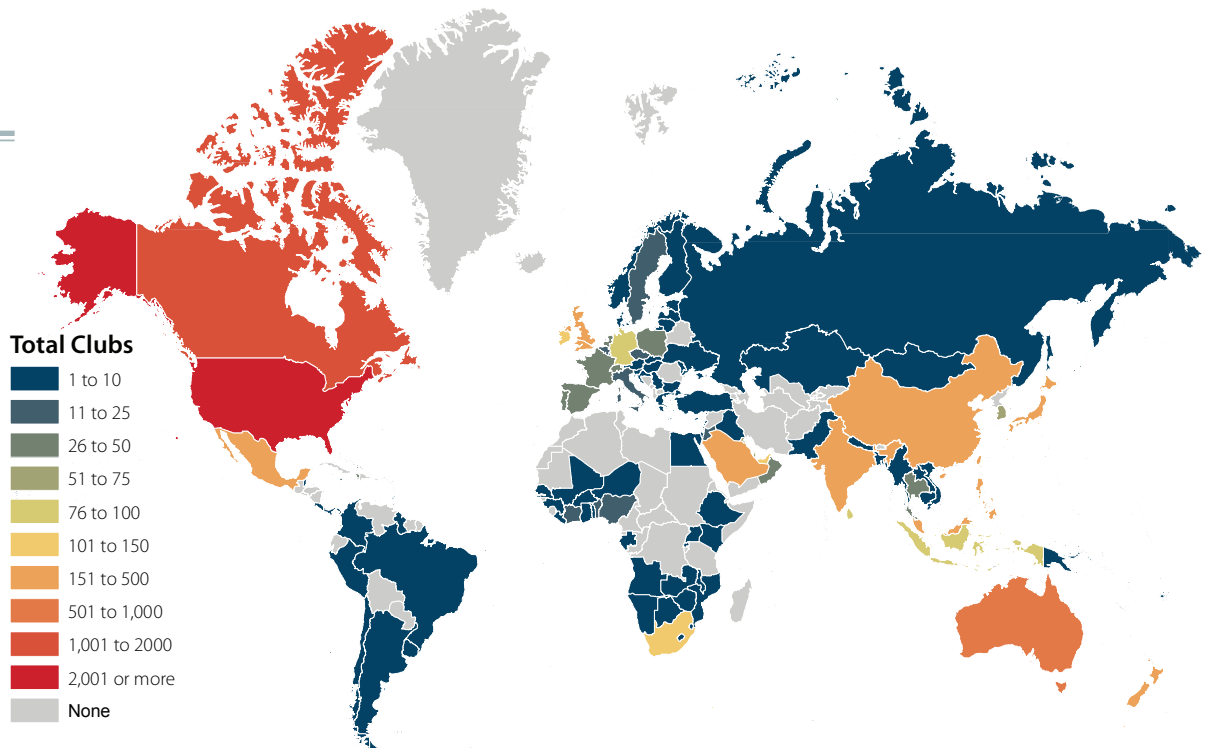 Total Clubs
1 to 10
11 to 25
26 to 50
51 to 75
76 to 100
101 to 150
151 to 500
501 to 1,000
1,001 to 2000
2,001 or more
None